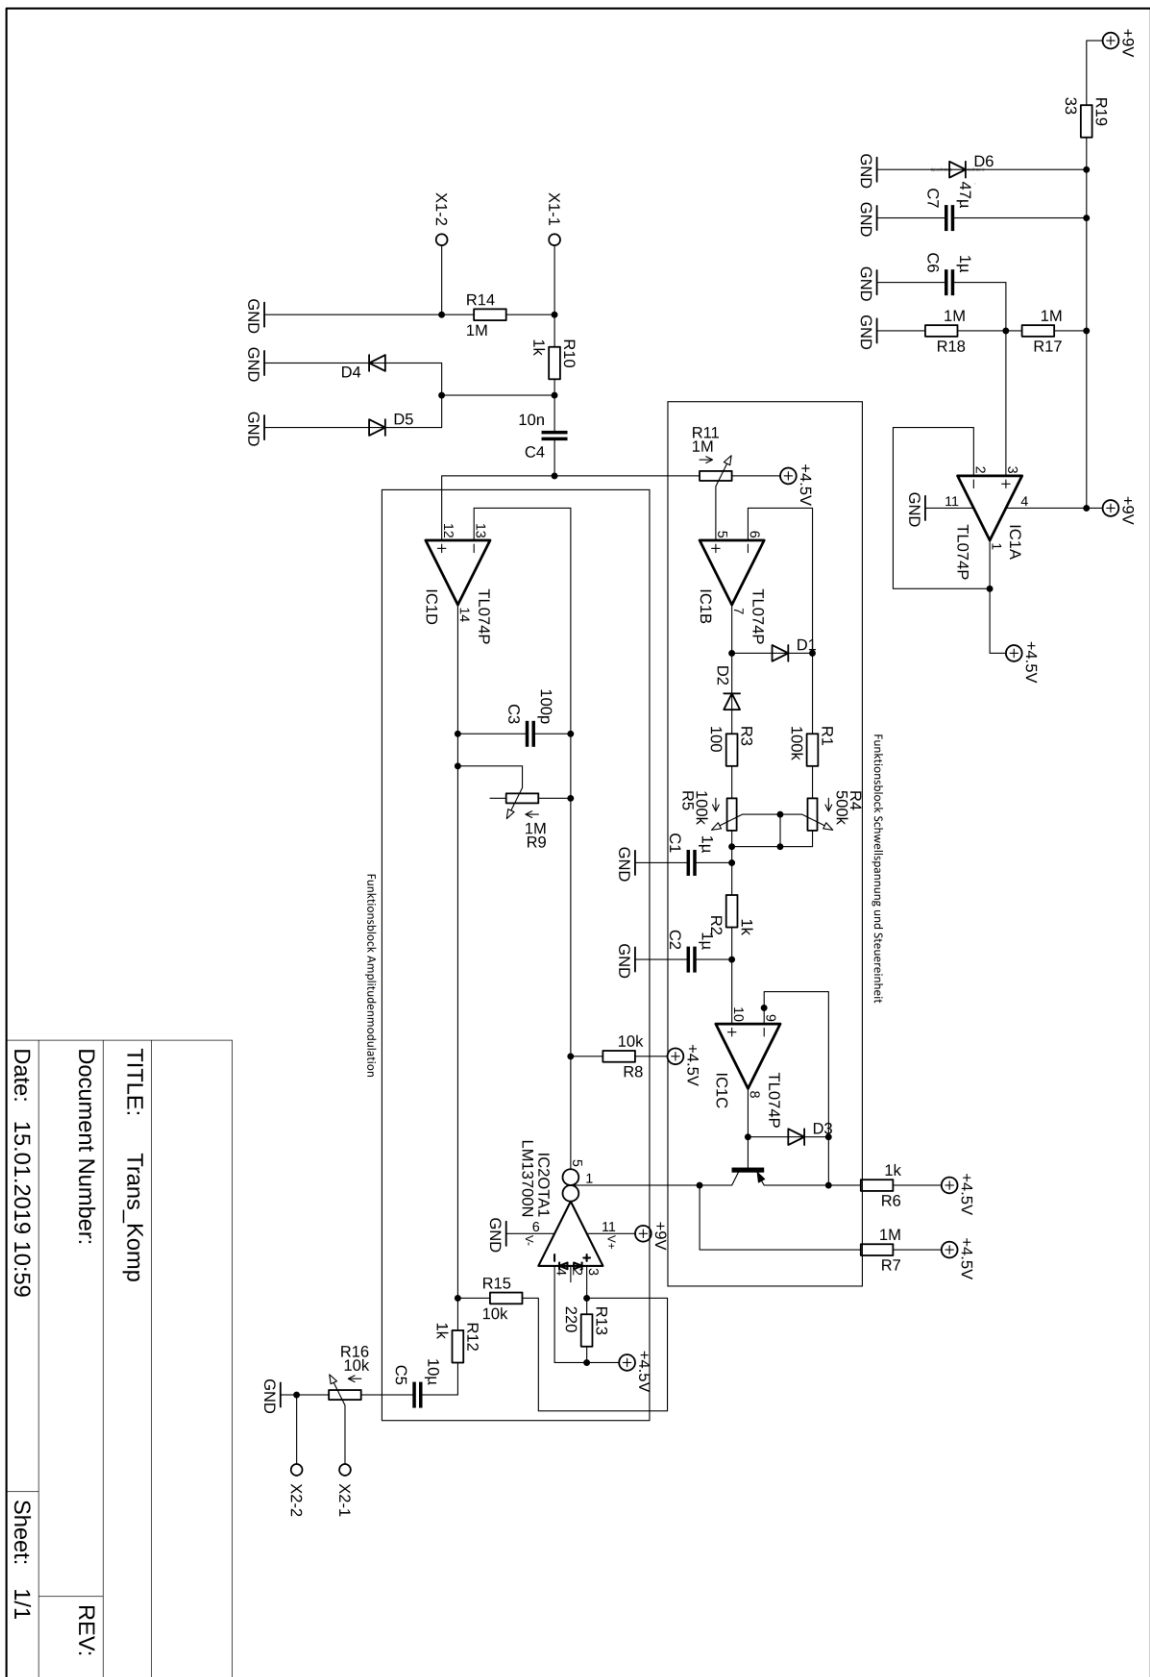 +9V
R19
33
D6
GND
47µ
C7
GND
1µ
C6
GND
1M
R18
GND
1M
R17
3
2
+
−
4
11
1
GND
IC1A
TL074P
+9V
+4.5V
X1-1
X1-2
R14
1M
GND
R10
1k
D4
GND
D5
GND
10n
C4
R11
1M
+4.5V
5
6
+
−
7
TL074P
IC1B
D1
D2
R3
100
R1
100k
R5
100k
R4
500k
C1
1µ
GND
R2
1k
C2
1µ
GND
10
9
+
−
8
TL074P
IC1C
D3
1k
R6
+4.5V
1M
R7
+4.5V
Funktionsblock Schwellspannung und Steuereinheit
12
13
+
−
14
TL074P
IC1D
100p
C3
1M
R9
10k
R8
+4.5V
5
1
IC2OTA1
LM13700N
6
V-
GND
11
V+
+9V
−
+
4
2
3
R15
10k
R13
220
+4.5V
R12
1k
10µ
C5
R16
10k
GND
X2-1
X2-2
Funktionsblock Amplitudenmodulation
TITLE: Trans_Komp
Document Number:
REV:
Date: 15.01.2019 10:59
Sheet: 1/1